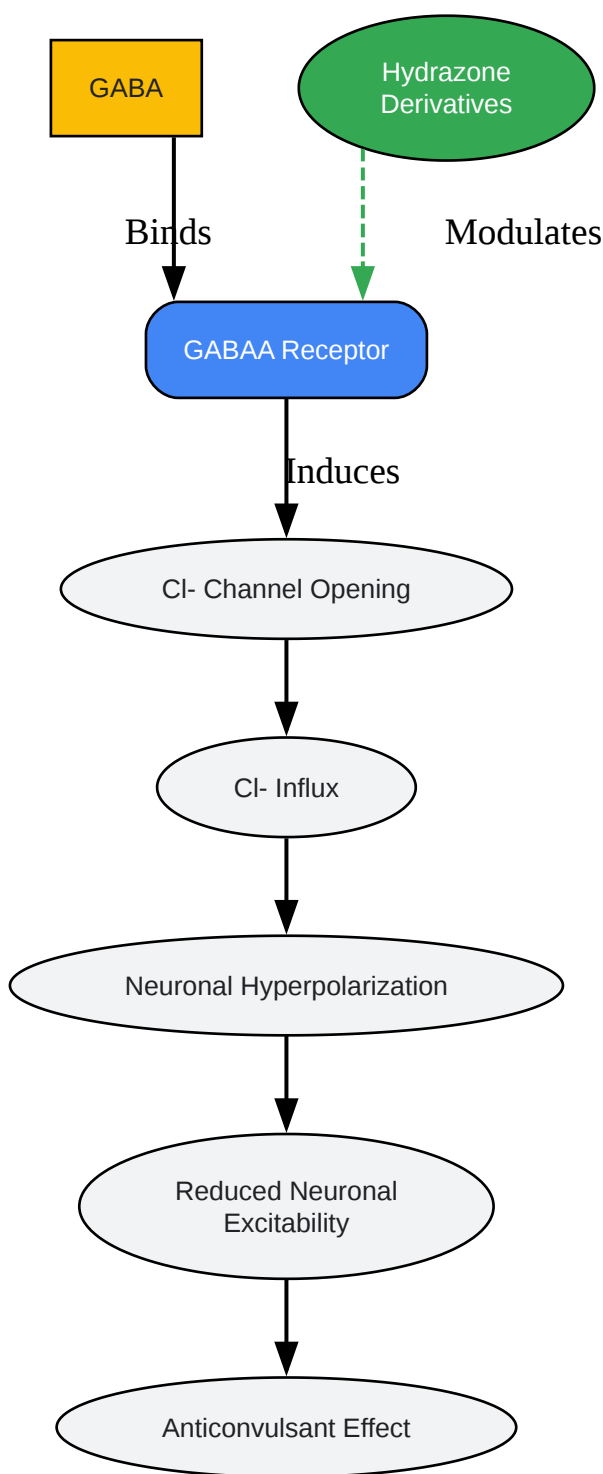 GABA
Hydrazone
Derivatives
Binds
Modulates
GABAA Receptor
Induces
Cl- Channel Opening
Cl- Influx
Neuronal Hyperpolarization
Reduced Neuronal
Excitability
Anticonvulsant Effect